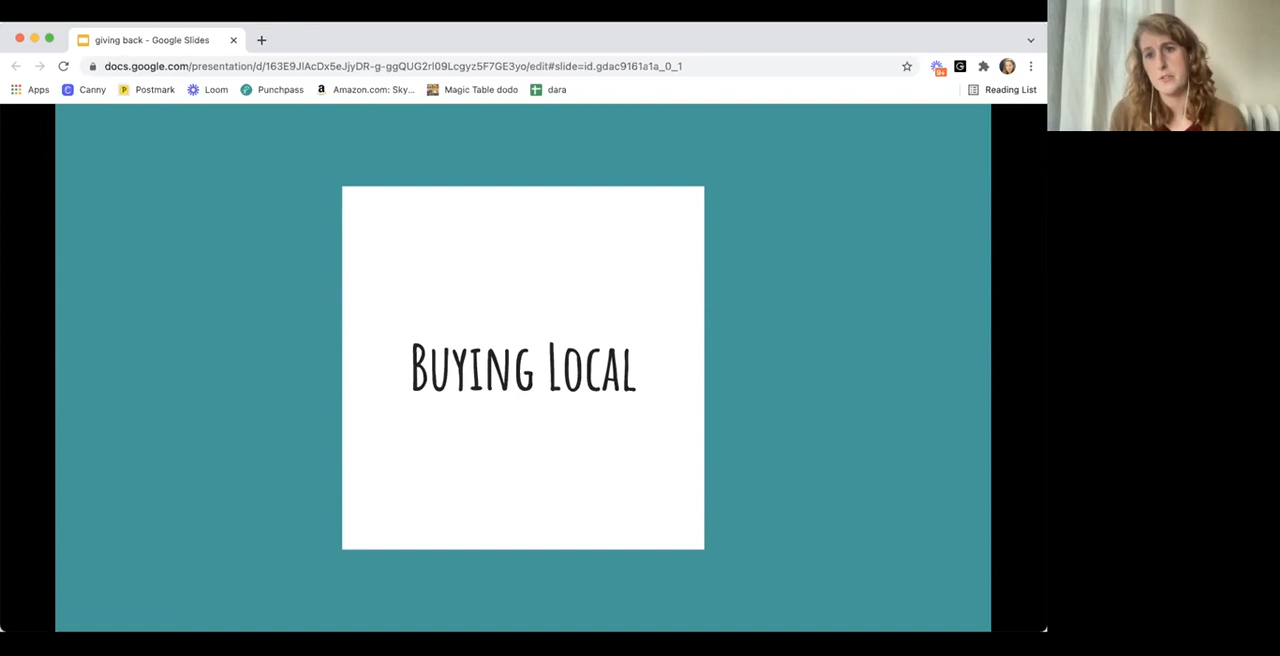 giving back - Google Slides
docs.google.com/presentation/d/163E9JIAcDx5eJjyDR-g-ggQUG2rl09Lcgyz5F7GE3yo/edit#slide=id.gdac9161a1a_0_1
9+
G
Apps
C Canny
P Postmark
Loom
Punchpass
a Amazon.com: Sky...
Magic Table dodo
dara
Reading List
Buying Local